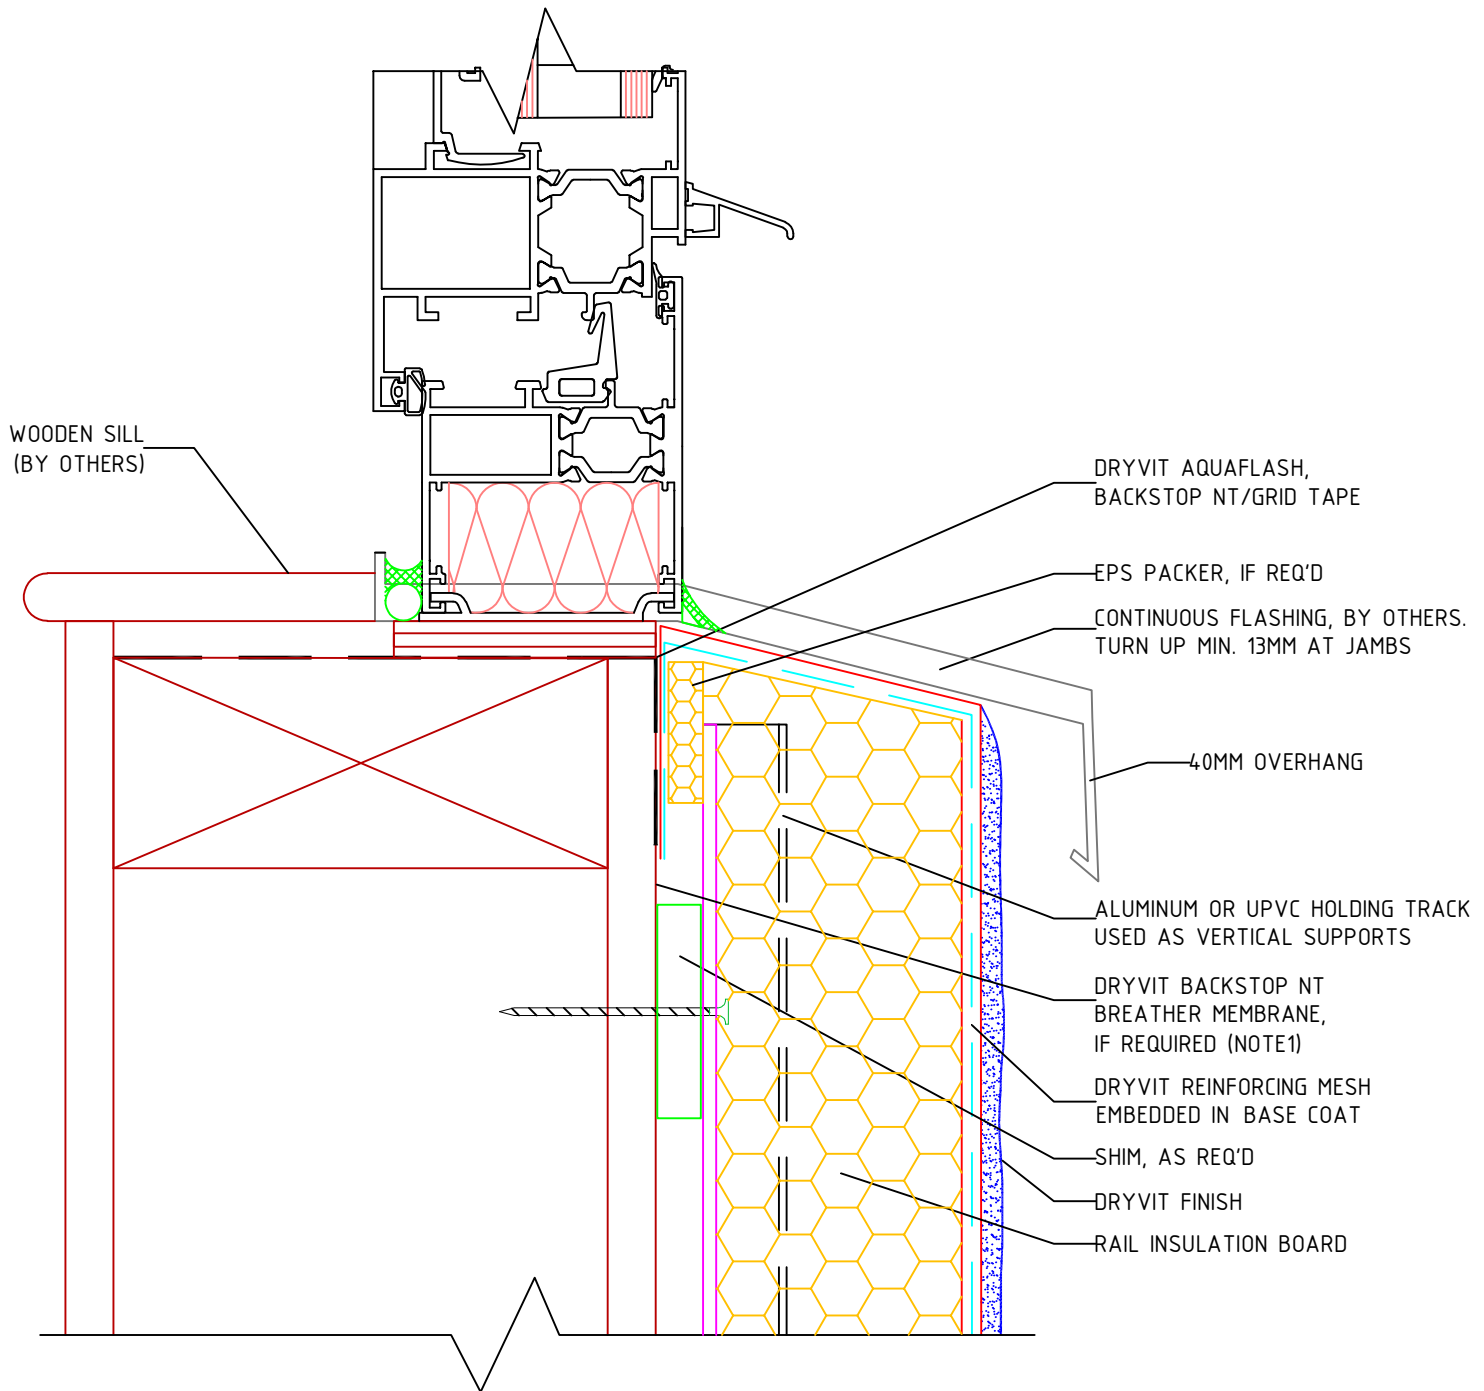 WOODEN SILL
(BY OTHERS)
DRYVIT AQUAFLASH,
BACKSTOP NT/GRID TAPE
EPS PACKER, IF REQ'D
CONTINUOUS FLASHING, BY OTHERS.
TURN UP MIN. 13MM AT JAMBS
40MM OVERHANG
ALUMINUM OR UPVC HOLDING TRACK
USED AS VERTICAL SUPPORTS
DRYVIT BACKSTOP NT
BREATHER MEMBRANE,
IF REQUIRED (NOTE1)
DRYVIT REINFORCING MESH
EMBEDDED IN BASE COAT
SHIM, AS REQ'D
DRYVIT FINISH
RAIL INSULATION BOARD